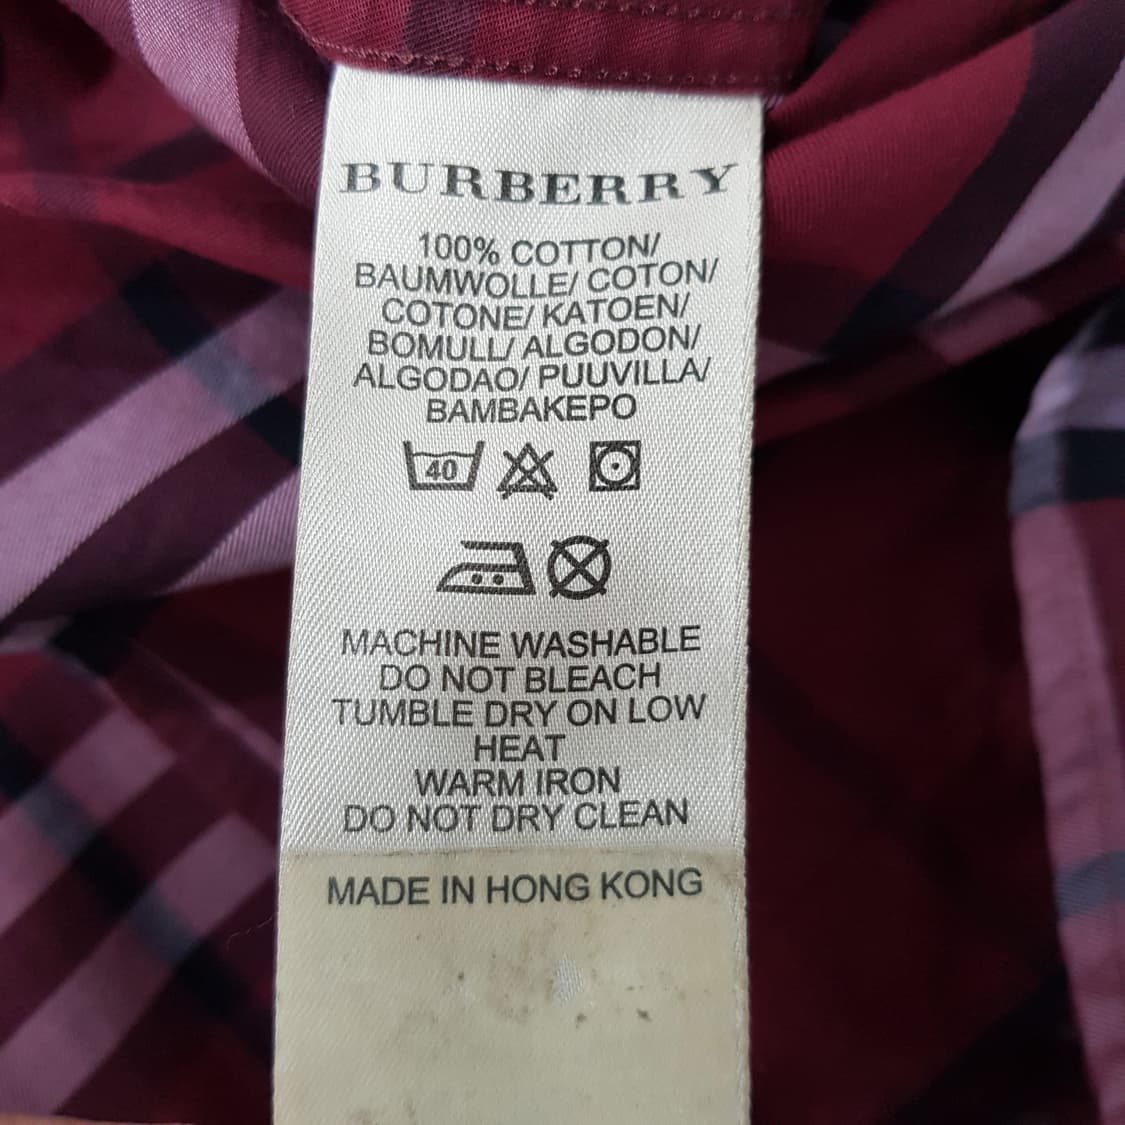 BURBERRY
100% COTTON/
BAUMWOLLE/ COTON/
COTONE/ KATOEN/
BOMULL/ ALGODON/
ALGODAO/ PUUVILLA/
BAMBAKEPO
40
MACHINE WASHABLE
DO NOT BLEACH
TUMBLE DRY ON LOW
HEAT
WARM IRON
DO NOT DRY CLEAN
MADE IN HONG KONG